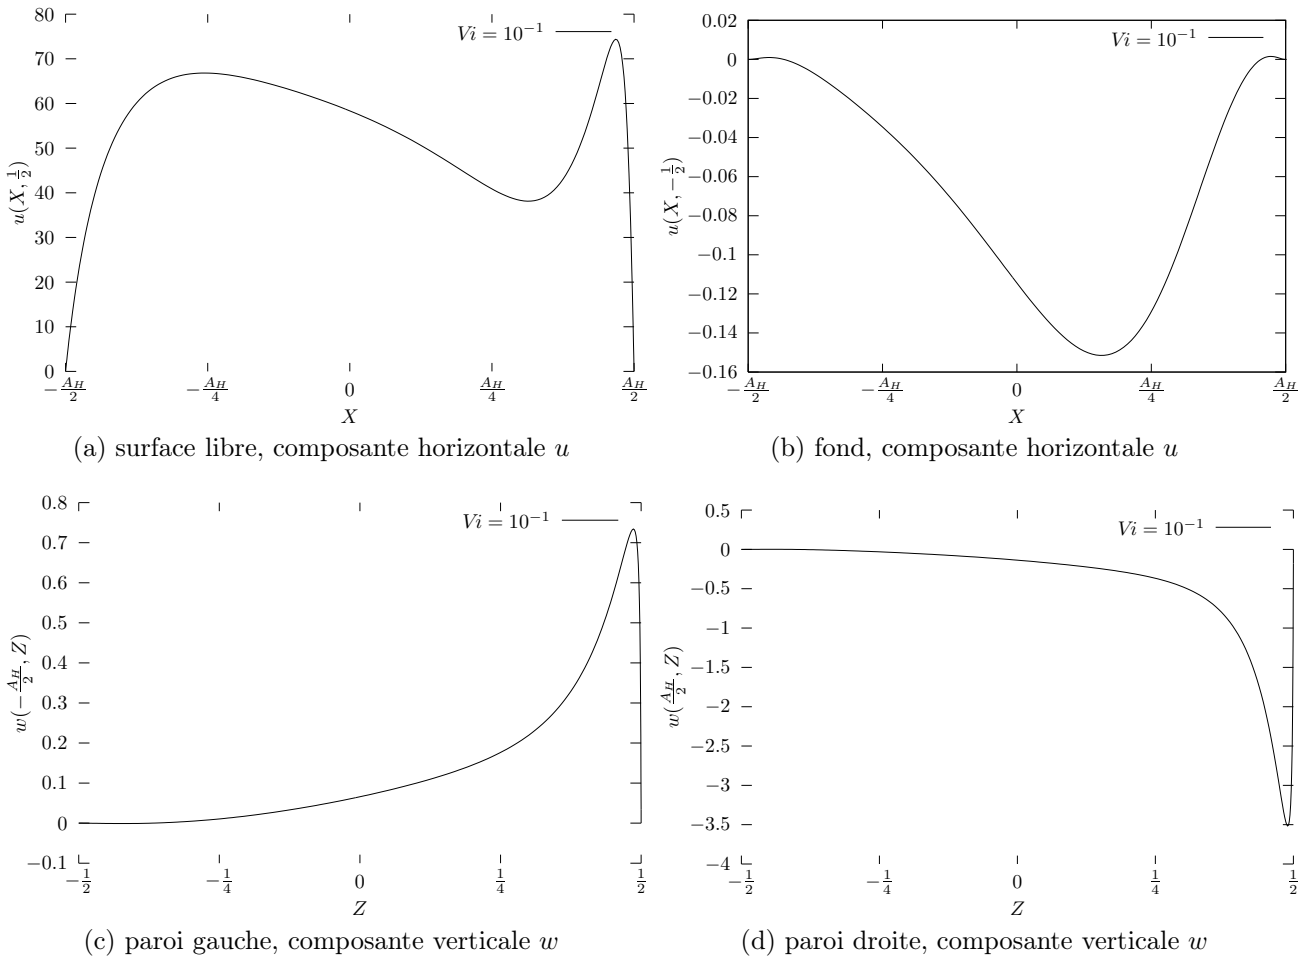 80
70
60
50
40
30
20
10
0
u(X, 1/2)
Vi = 10⁻¹
−A_H/2 −A_H/4 0 A_H/4 A_H/2
X
(a) surface libre, composante horizontale u
0.02
0
−0.02
−0.04
−0.06
−0.08
−0.1
−0.12
−0.14
−0.16
u(X, −1/2)
Vi = 10⁻¹
−A_H/2 −A_H/4 0 A_H/4 A_H/2
X
(b) fond, composante horizontale u
0.8
0.7
0.6
0.5
0.4
0.3
0.2
0.1
0
−0.1
w(−A_H/2, Z)
Vi = 10⁻¹
−1/2 −1/4 0 1/4 1/2
Z
(c) paroi gauche, composante verticale w
0.5
0
−0.5
−1
−1.5
−2
−2.5
−3
−3.5
−4
w(A_H/2, Z)
Vi = 10⁻¹
−1/2 −1/4 0 1/4 1/2
Z
(d) paroi droite, composante verticale w